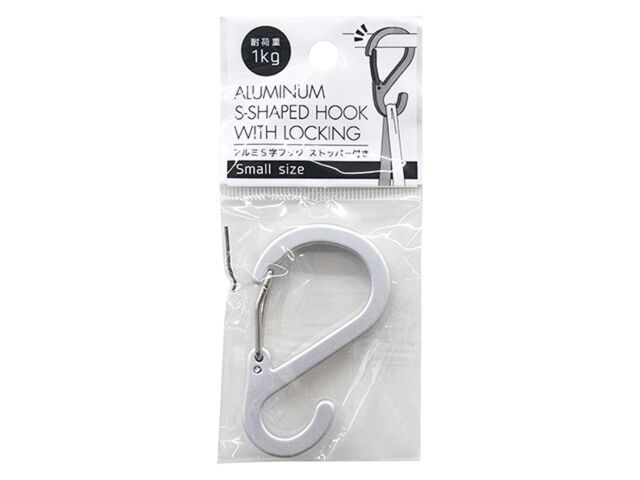 耐荷重
1kg
ALUMINUM
S-SHAPED HOOK
WITH LOCKING
アルミS字フック ストッパー付き
Small size